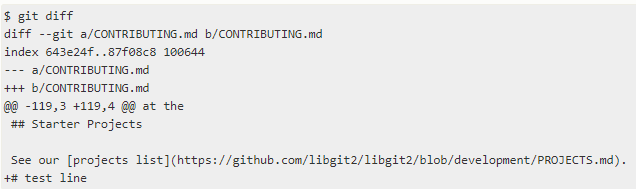 $ git diff
diff --git a/CONTRIBUTING.md b/CONTRIBUTING.md
index 643e24f..87f08c8 100644
--- a/CONTRIBUTING.md
+++ b/CONTRIBUTING.md
@@ -119,3 +119,4 @@ at the
 ## Starter Projects

 See our [projects list](https://github.com/libgit2/libgit2/blob/development/PROJECTS.md).
+# test line